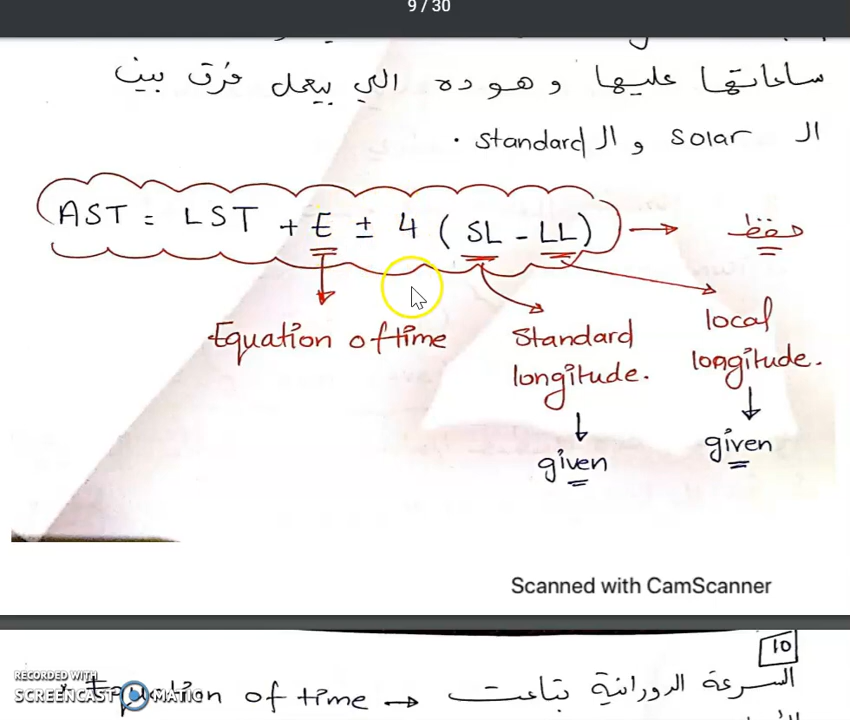 9 / 30
ساعاتها عليها و هو ده اللي بيعمل فرق بين
ال solar و ال standard .
AST = LST + E ± 4 ( SL - LL ) → حفظ
Equation of time
Standard longitude.
local longitude.
given
given
Scanned with CamScanner
10
Equation of time → السرعة الدورانية بتاعت
RECORDED WITH
SCREENCAST MATIC